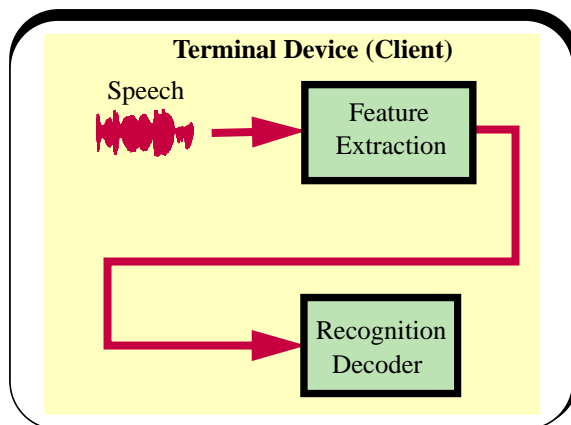 Terminal Device (Client)
Speech
Feature
Extraction
Recognition
Decoder